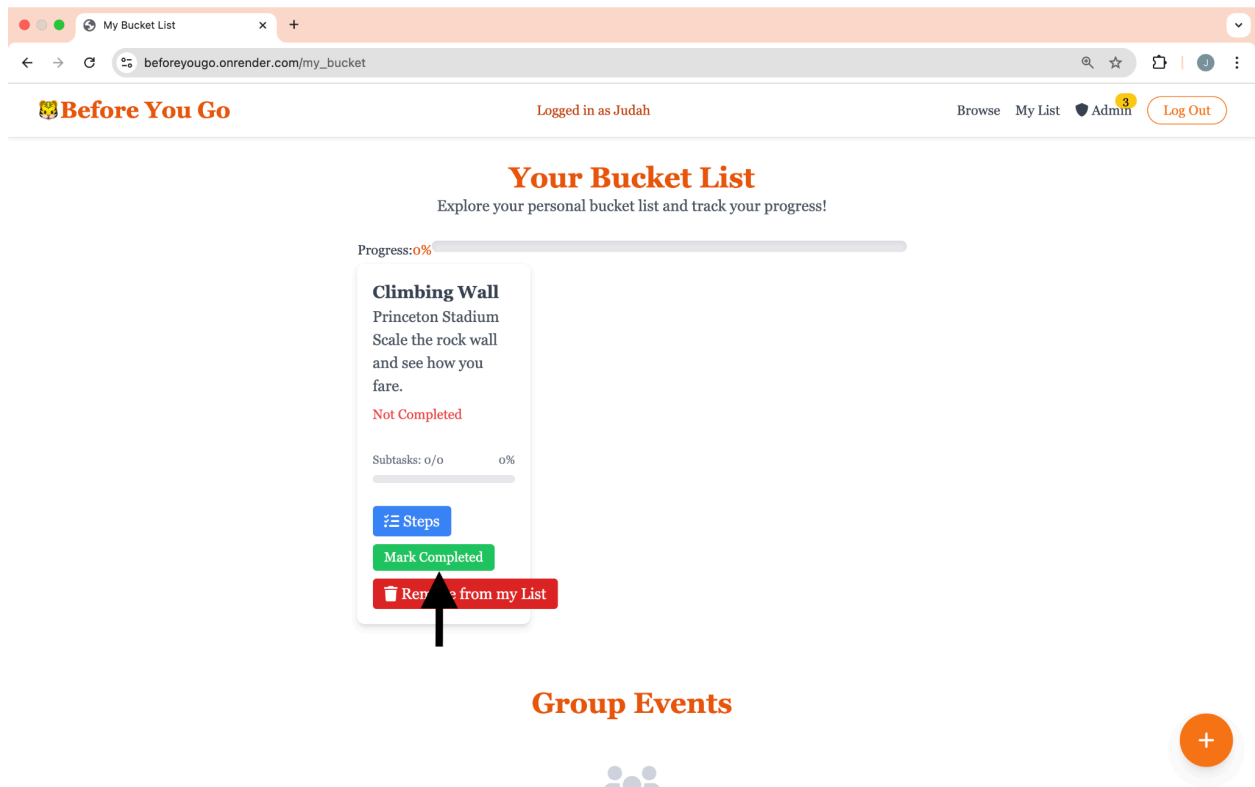 My Bucket List
beforeyougo.onrender.com/my_bucket
J
Before You Go
Logged in as Judah
Browse My List Admin 3 Log Out
Your Bucket List
Explore your personal bucket list and track your progress!
Progress:0%
Climbing Wall
Princeton Stadium
Scale the rock wall
and see how you
fare.
Not Completed
Subtasks: 0/0 0%
Steps
Mark Completed
from my List
Group Events